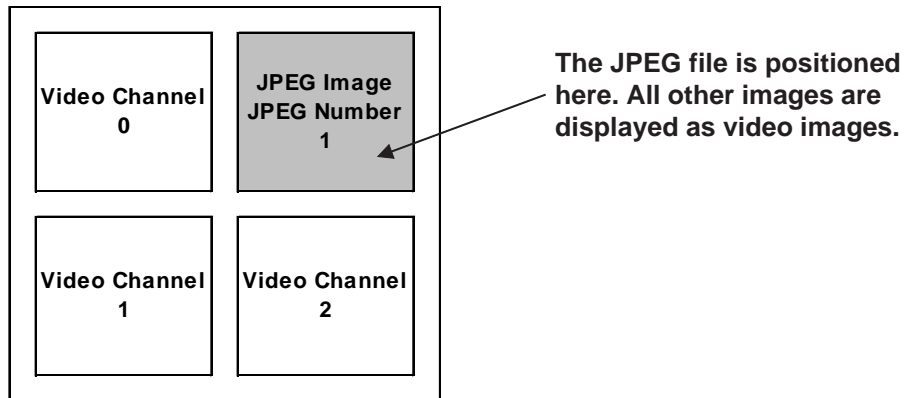 Video Channel
0
JPEG Image
JPEG Number
1
The JPEG file is positioned
here. All other images are
displayed as video images.
Video Channel
1
Video Channel
2